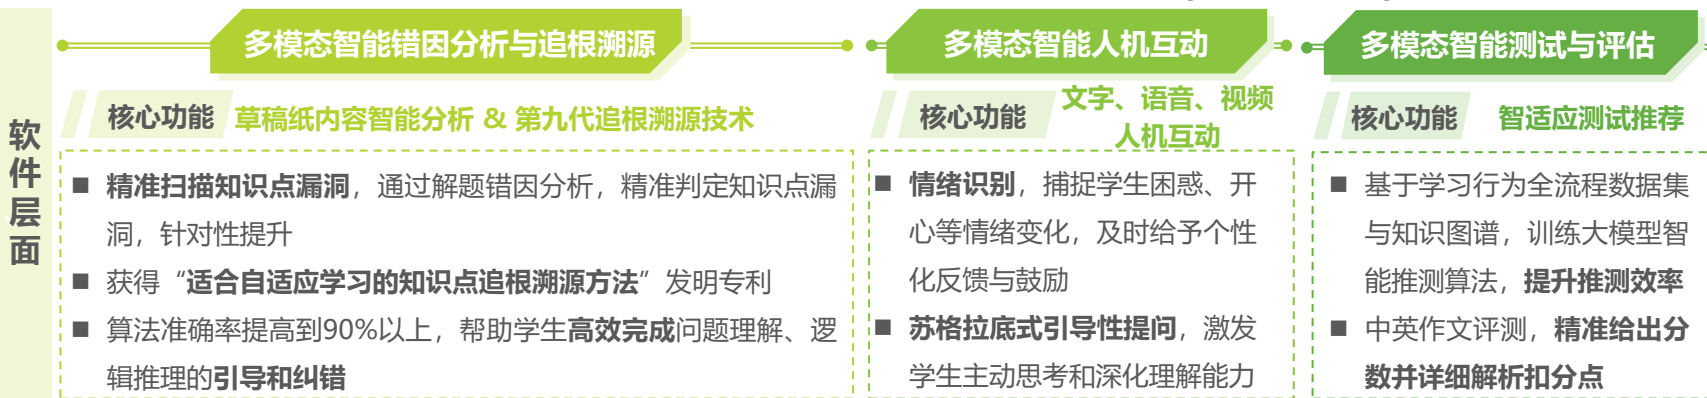 软件层面
多模态智能错因分析与追根溯源
核心功能 草稿纸内容智能分析 & 第九代追根溯源技术
■ 精准扫描知识点漏洞，通过解题错因分析，精准判定知识点漏
洞，针对性提升
■ 获得“适合自适应学习的知识点追根溯源方法”发明专利
■ 算法准确率提高到90%以上，帮助学生高效完成问题理解、逻
辑推理的引导和纠错
多模态智能人机互动
核心功能 文字、语音、视频
人机互动
■ 情绪识别，捕捉学生困惑、开
心等情绪变化，及时给予个性
化反馈与鼓励
■ 苏格拉底式引导性提问，激发
学生主动思考和深化理解能力
多模态智能测试与评估
核心功能 智适应测试推荐
■ 基于学习行为全流程数据集
与知识图谱，训练大模型智
能推测算法，提升推测效率
■ 中英作文评测，精准给出分
数并详细解析扣分点